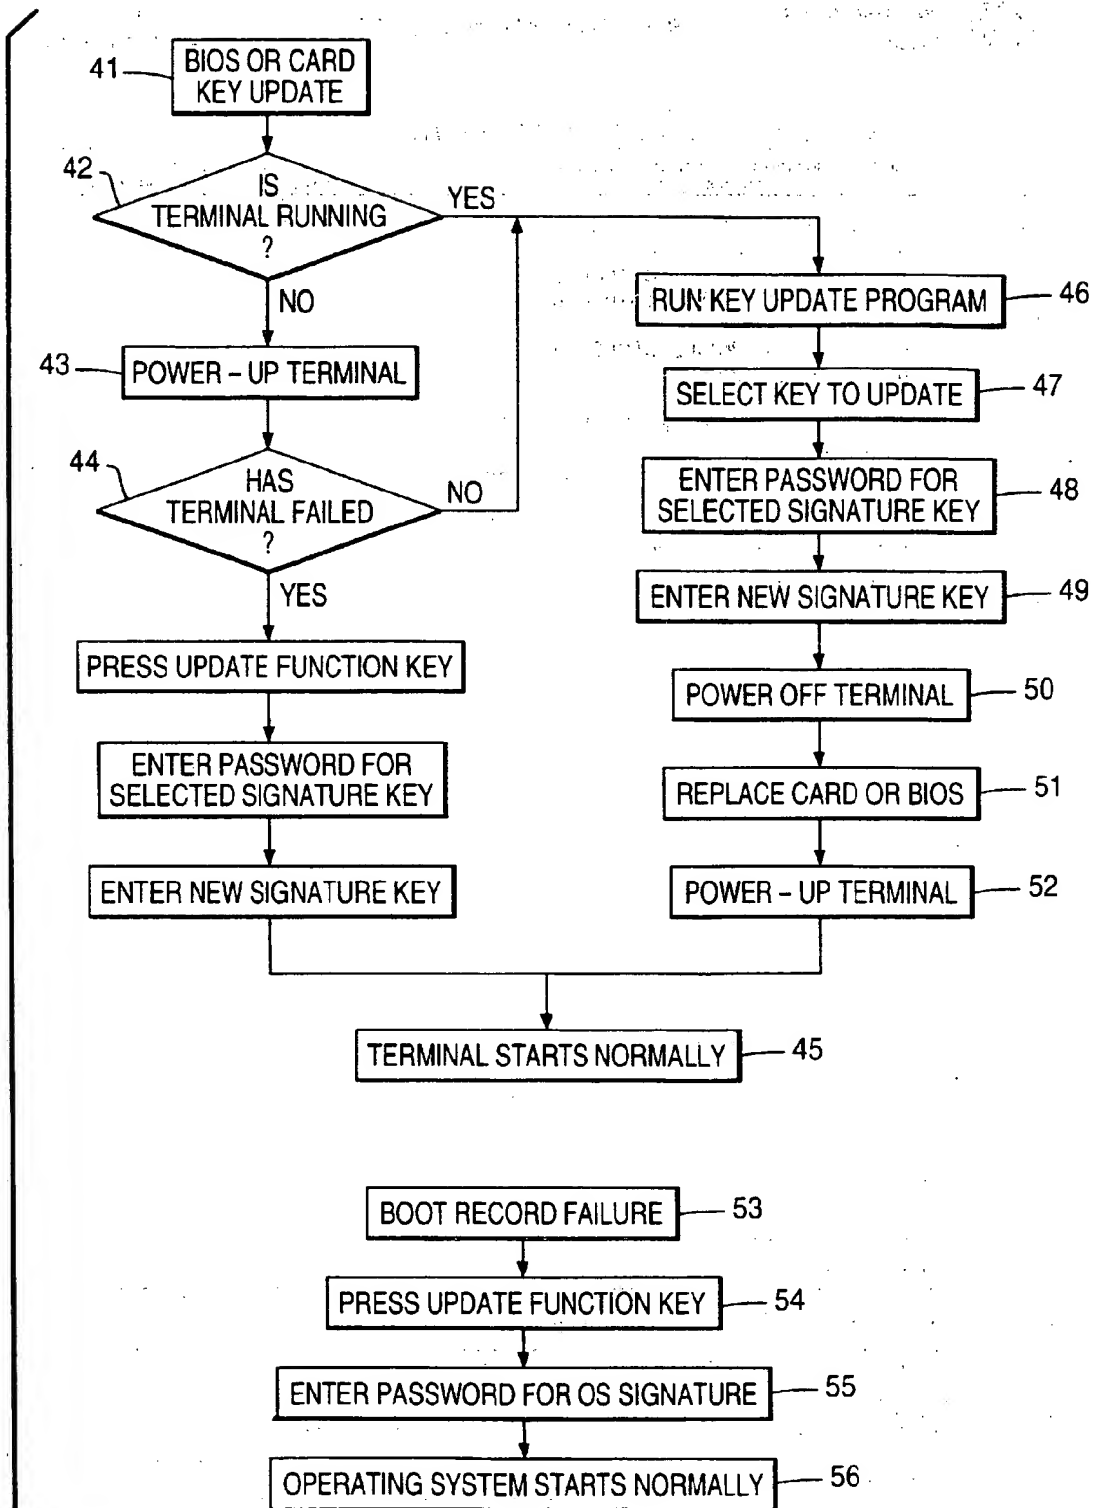 41
BIOS OR CARD
KEY UPDATE
42
IS
TERMINAL RUNNING
?
YES
NO
43
POWER – UP TERMINAL
44
HAS
TERMINAL FAILED
?
NO
YES
PRESS UPDATE FUNCTION KEY
ENTER PASSWORD FOR
SELECTED SIGNATURE KEY
ENTER NEW SIGNATURE KEY
RUN KEY UPDATE PROGRAM
46
SELECT KEY TO UPDATE
47
ENTER PASSWORD FOR
SELECTED SIGNATURE KEY
48
ENTER NEW SIGNATURE KEY
49
POWER OFF TERMINAL
50
REPLACE CARD OR BIOS
51
POWER – UP TERMINAL
52
TERMINAL STARTS NORMALLY
45
BOOT RECORD FAILURE
53
PRESS UPDATE FUNCTION KEY
54
ENTER PASSWORD FOR OS SIGNATURE
55
OPERATING SYSTEM STARTS NORMALLY
56